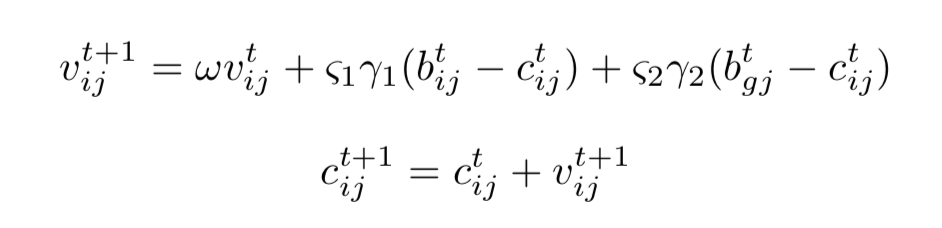 v_{ij}^{t+1} = ωv_{ij}^{t} + ς_1γ_1(b_{ij}^{t} − c_{ij}^{t}) + ς_2γ_2(b_{gj}^{t} − c_{ij}^{t})
c_{ij}^{t+1} = c_{ij}^{t} + v_{ij}^{t+1}